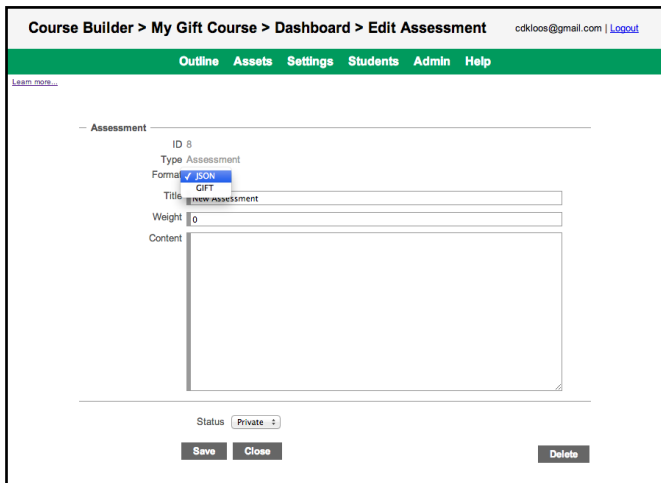 Course Builder > My Gift Course > Dashboard > Edit Assessment cdkloos@gmail.com | Logout
Outline Assets Settings Students Admin Help
Learn more...
Assessment
ID 8
Type Assessment
Format ✓ JSON
GIFT
Title New Assessment
Weight 0
Content
Status Private
Save Close Delete